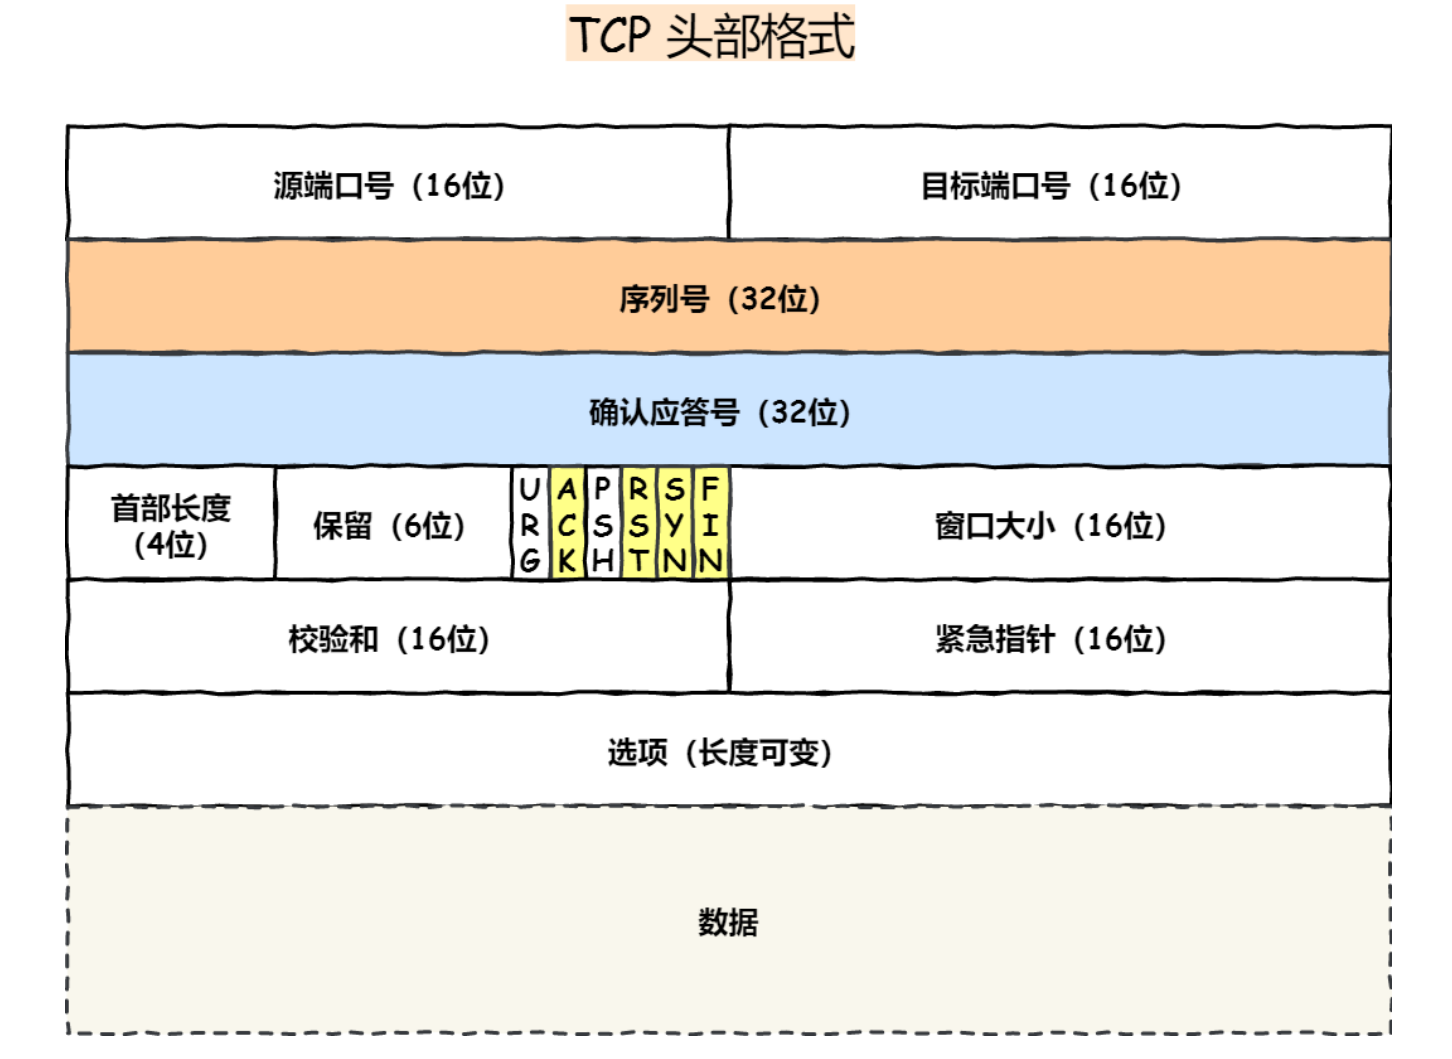 TCP 头部格式
源端口号（16位）
目标端口号（16位）
序列号（32位）
确认应答号（32位）
首部长度
（4位）
保留（6位）
URG
ACK
PSH
RST
SYN
FIN
窗口大小（16位）
校验和（16位）
紧急指针（16位）
选项（长度可变）
数据